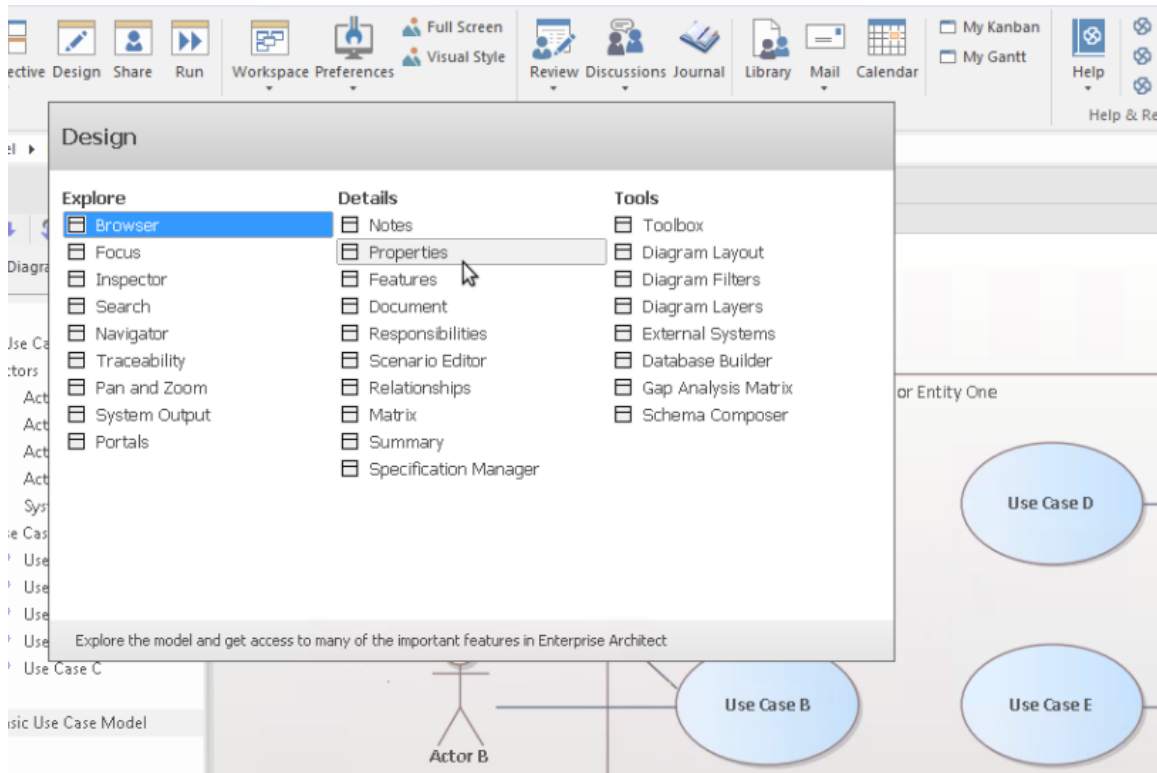 Full Screen
My Kanban
Visual Style
My Gantt
ective Design Share Run Workspace Preferences Review Discussions Journal Library Mail Calendar Help
Help & Re
Design
Explore
Browser
Focus
Inspector
Search
Navigator
Traceability
Pan and Zoom
System Output
Portals
Details
Notes
Properties
Features
Document
Responsibilities
Scenario Editor
Relationships
Matrix
Summary
Specification Manager
Tools
Toolbox
Diagram Layout
Diagram Filters
Diagram Layers
External Systems
Database Builder
Gap Analysis Matrix
Schema Composer
Explore the model and get access to many of the important features in Enterprise Architect
Diagra
Use Ca
ctors
Act
Act
Act
Act
Sys
se Cas
Use
Use
Use
Use
Use Case C
sic Use Case Model
or Entity One
Use Case D
Use Case B
Use Case E
Actor B